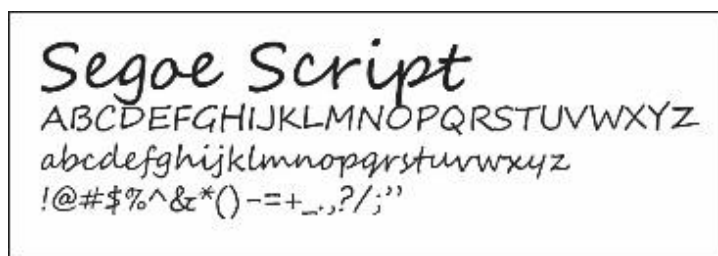 Segoe Script
ABCDEFGHIJKLMNOPQRSTUVWXYZ
abcdefghijklmnopqrstuvwxyz
!@#$%^&*()-=+_.,?/;”